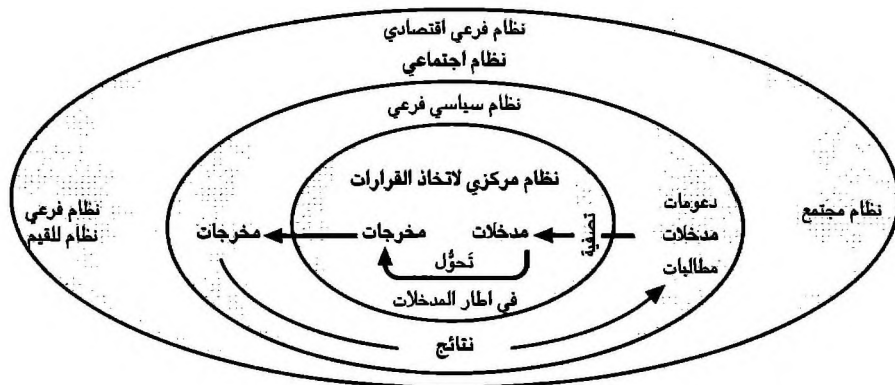 نظام فرعي اقتصادي
نظام اجتماعي
نظام سياسي فرعي
نظام مركزي لاتخاذ القرارات
نظام مجتمع
دعومات
مدخلات
مطالبات
تصفية
مدخلات
مخرجات
مخرجات
تَحوُّل
في اطار المدخلات
نظام فرعي
نظام للقيم
نتائج